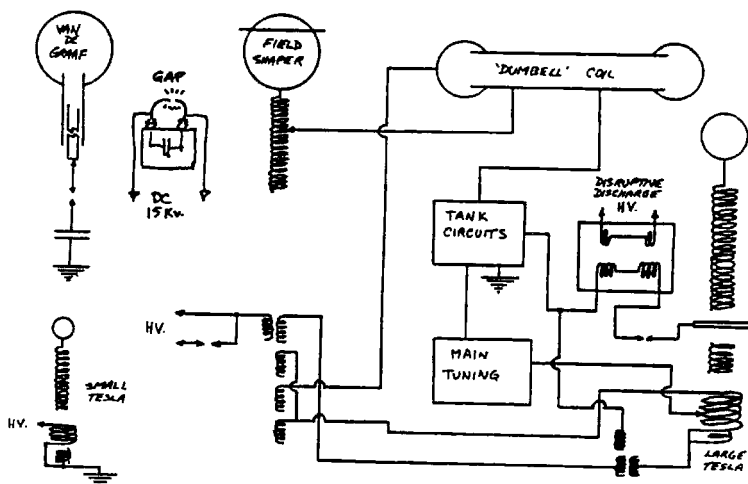 VAN
DE
GRAAF
GAP
DC
15 KV.
FIELD
SHAPER
'DUMBELL' COIL
TANK
CIRCUITS
DISRUPTIVE
DISCHARGE
H.V.
HV.
MAIN
TUNING
SMALL
TESLA
HV.
LARGE
TESLA